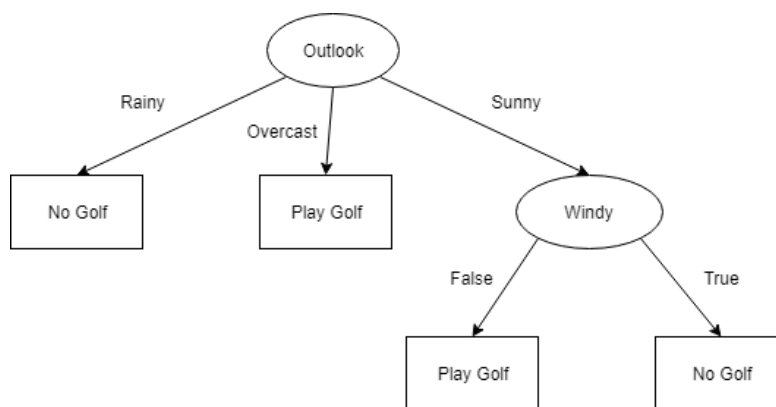 Outlook
Rainy
Overcast
Sunny
No Golf
Play Golf
Windy
False
True
Play Golf
No Golf